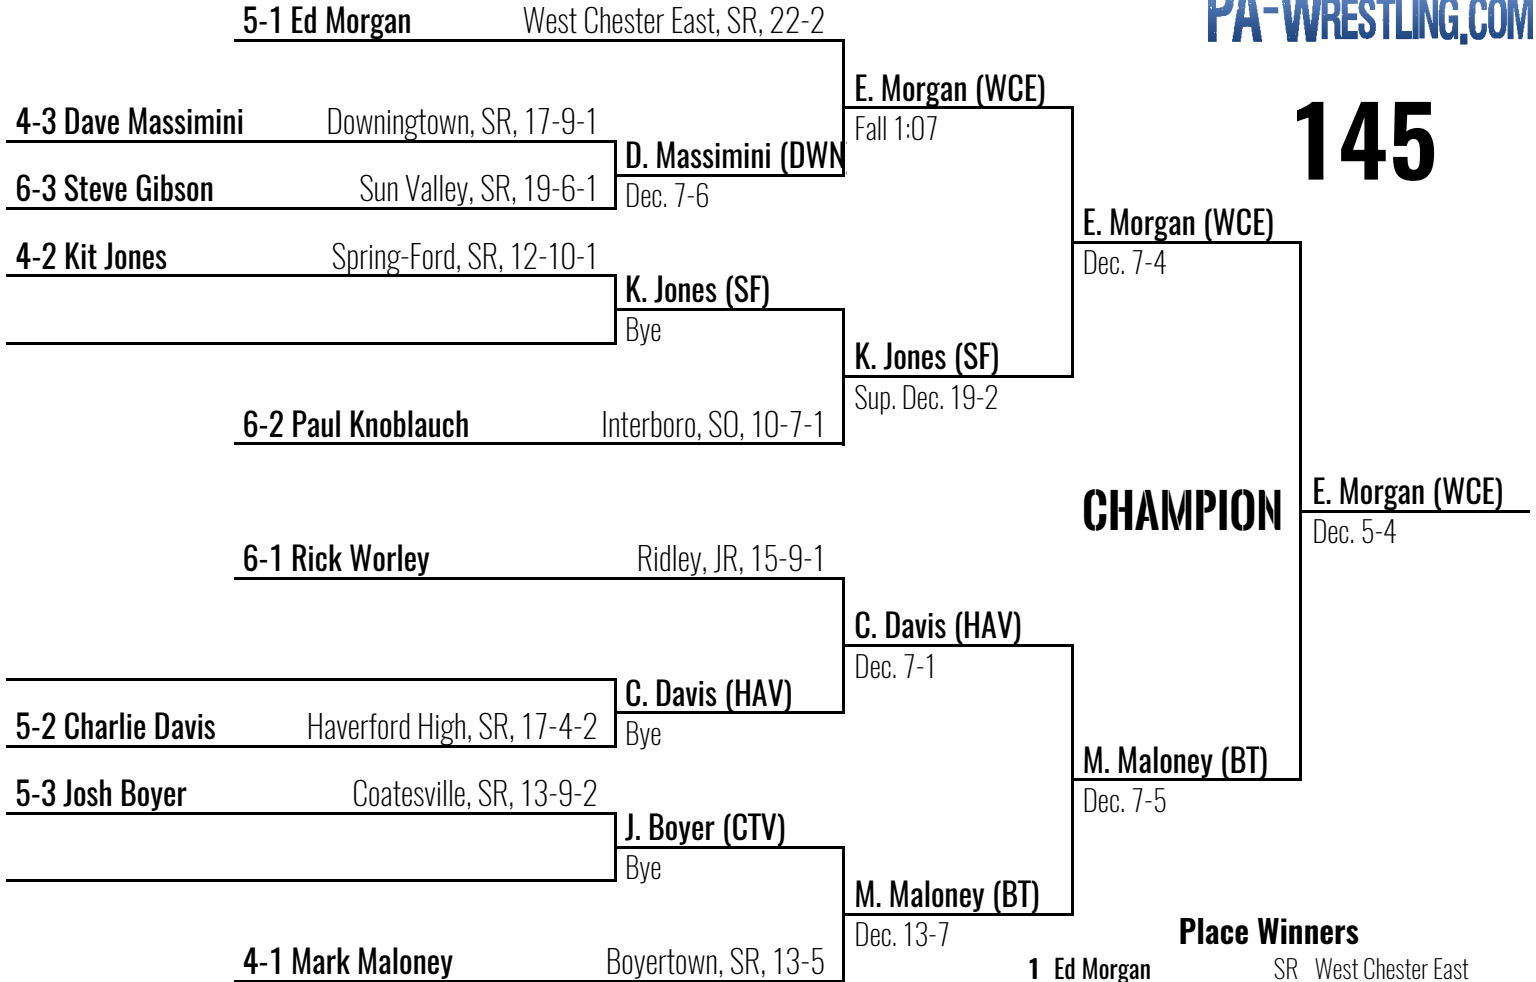 5-1 Ed Morgan West Chester East, SR, 22-2
PA-WRESTLING.COM
E. Morgan (WCE)
Fall 1:07
145
4-3 Dave Massimini Downingtown, SR, 17-9-1
D. Massimini (DWN
Dec. 7-6
6-3 Steve Gibson Sun Valley, SR, 19-6-1
E. Morgan (WCE)
Dec. 7-4
4-2 Kit Jones Spring-Ford, SR, 12-10-1
K. Jones (SF)
Bye
K. Jones (SF)
Sup. Dec. 19-2
6-2 Paul Knoblauch Interboro, SO, 10-7-1
CHAMPION
E. Morgan (WCE)
Dec. 5-4
6-1 Rick Worley Ridley, JR, 15-9-1
C. Davis (HAV)
Dec. 7-1
C. Davis (HAV)
Bye
5-2 Charlie Davis Haverford High, SR, 17-4-2
M. Maloney (BT)
Dec. 7-5
5-3 Josh Boyer Coatesville, SR, 13-9-2
J. Boyer (CTV)
Bye
M. Maloney (BT)
Dec. 13-7
4-1 Mark Maloney Boyertown, SR, 13-5
Place Winners
1 Ed Morgan SR West Chester East